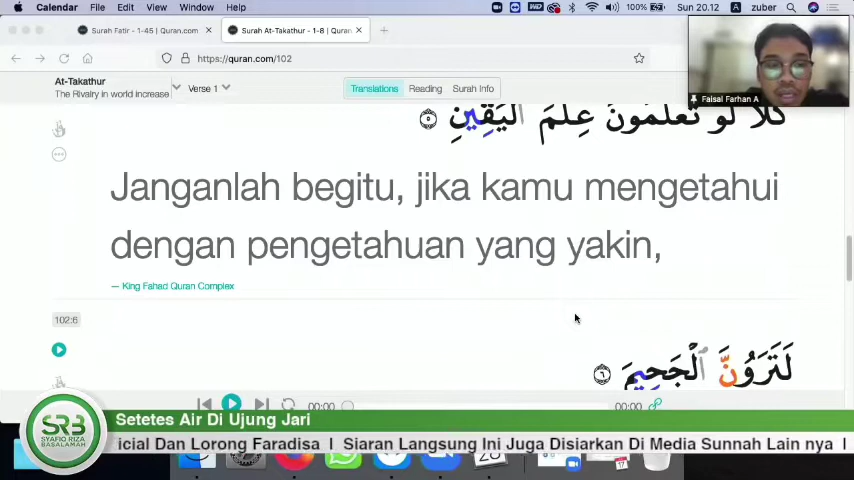 Calendar File Edit View Window Help
100% Sun 20.12 zuber
Surah Fatir - 1-45 | Quran.com
Surah At-Takathur - 1-8 | Quran
https://quran.com/102
At-Takathur
The Rivalry in world increase
Verse 1
Translations Reading Surah Info
Faisal Farhan A
كَلَّا لَوْ تَعْلَمُونَ عِلْمَ الْيَقِينِ ٥
Janganlah begitu, jika kamu mengetahui
dengan pengetahuan yang yakin,
— King Fahad Quran Complex
102:6
لَتَرَوُنَّ ٱلْجَحِيمَ ٦
00:00 00:00
SRB
SYAFIQ RIZA
BASALAMAH
Setetes Air Di Ujung Jari
icial Dan Lorong Faradisa I Siaran Langsung Ini Juga Disiarkan Di Media Sunnah Lain nya I
17